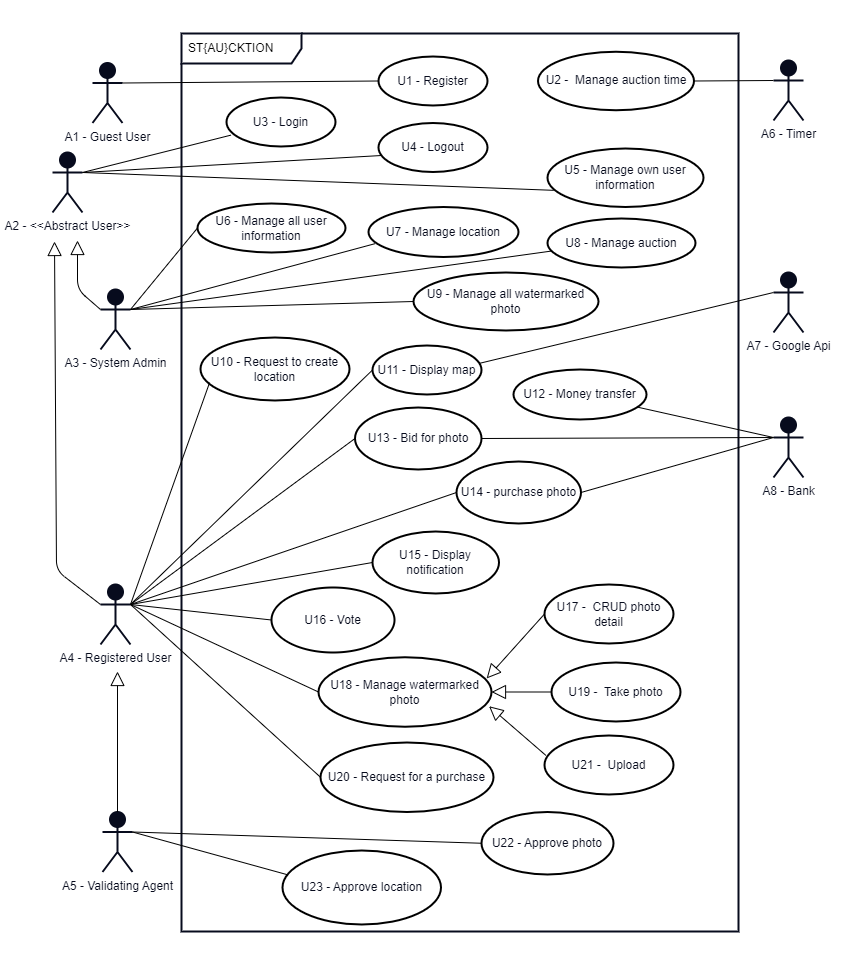 ST{AU}CKTION
U1 - Register
U2 -  Manage auction time
A1 - Guest User
U3 - Login
A6 - Timer
U4 - Logout
U5 - Manage own user
information
A2 - <<Abstract User>>
U6 - Manage all user
information
U7 - Manage location
U8 - Manage auction
U9 - Manage all watermarked
photo
A3 - System Admin
A7 - Google Api
U10 - Request to create
location
U11 - Display map
U12 - Money transfer
U13 - Bid for photo
U14 - purchase photo
A8 - Bank
U15 - Display
notification
U16 - Vote
U17 -  CRUD photo
detail
A4 - Registered User
U18 - Manage watermarked
photo
U19 -  Take photo
U21 -  Upload
U20 - Request for a purchase
U22 - Approve photo
A5 - Validating Agent
U23 - Approve location